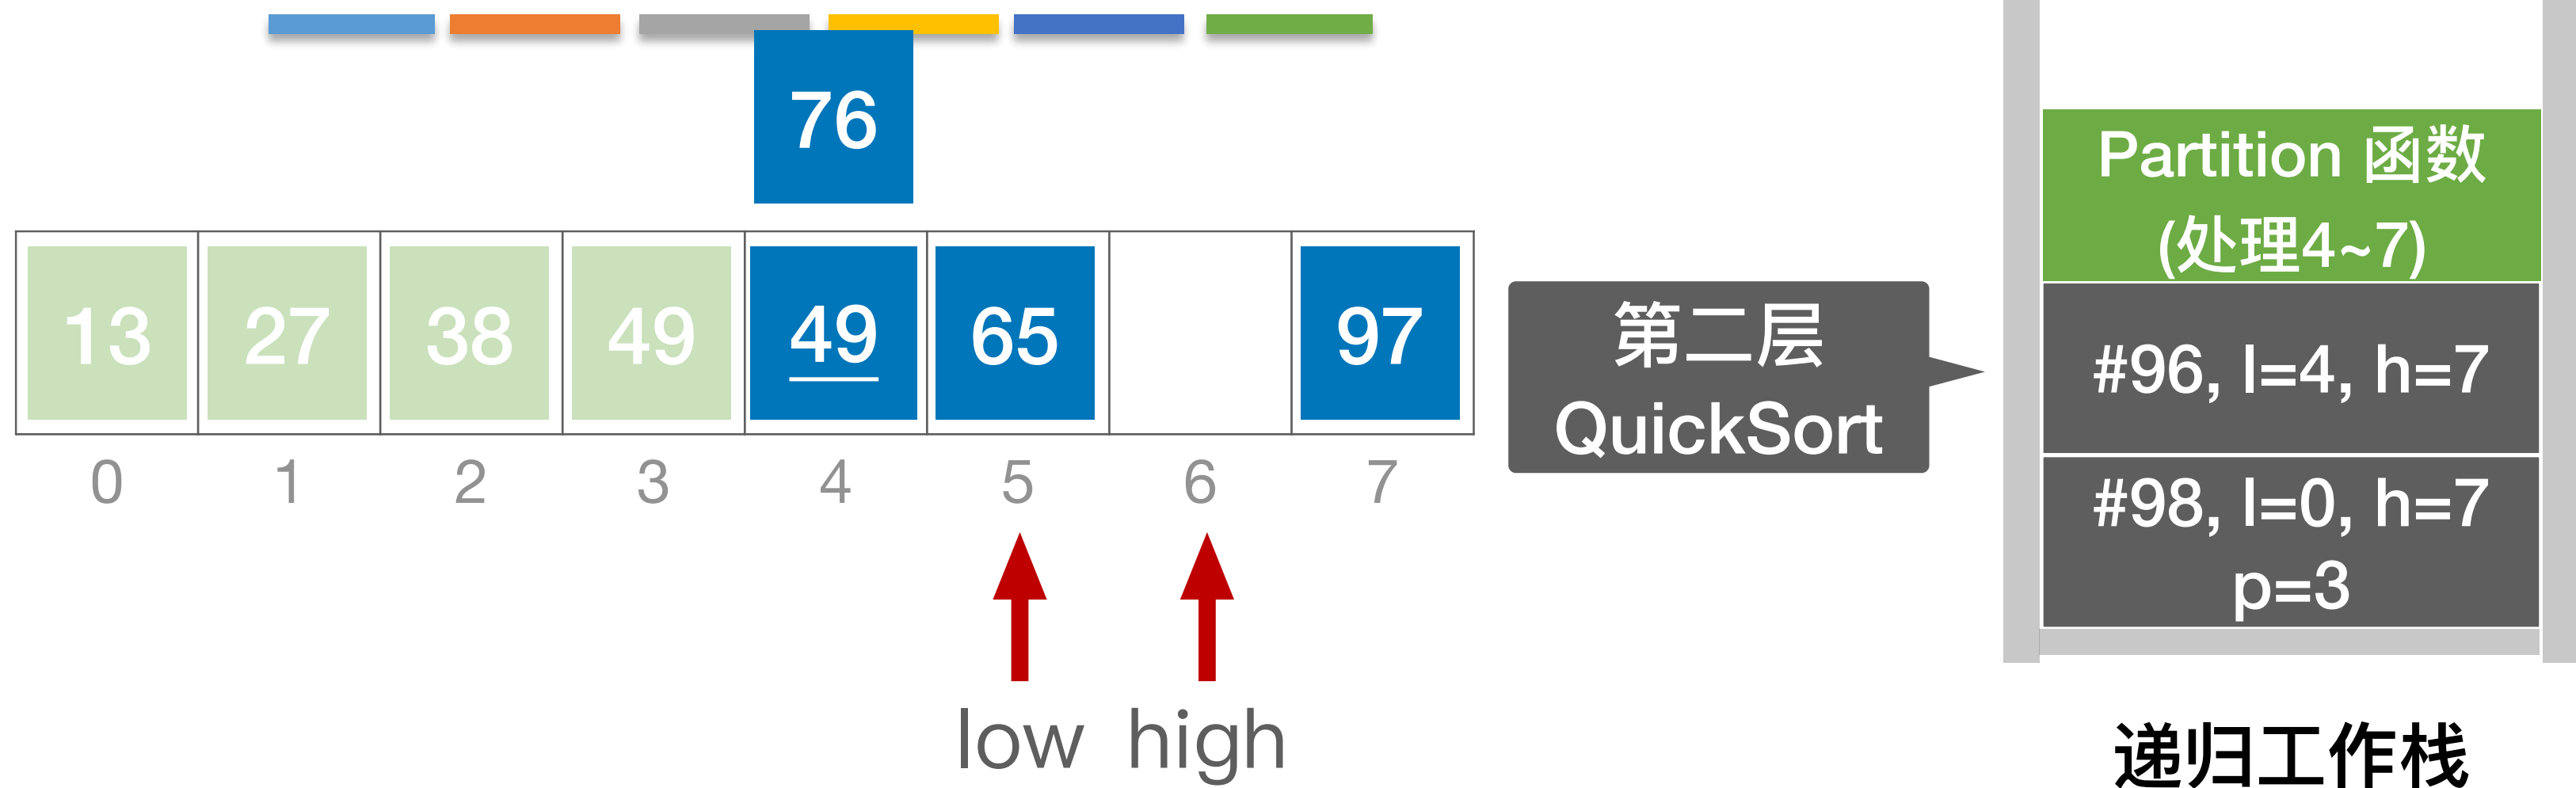 76
13 27 38 49 49 65 97
0 1 2 3 4 5 6 7
low high
第二层
QuickSort
Partition 函数
(处理4~7)
#96, l=4, h=7
#98, l=0, h=7
p=3
递归工作栈